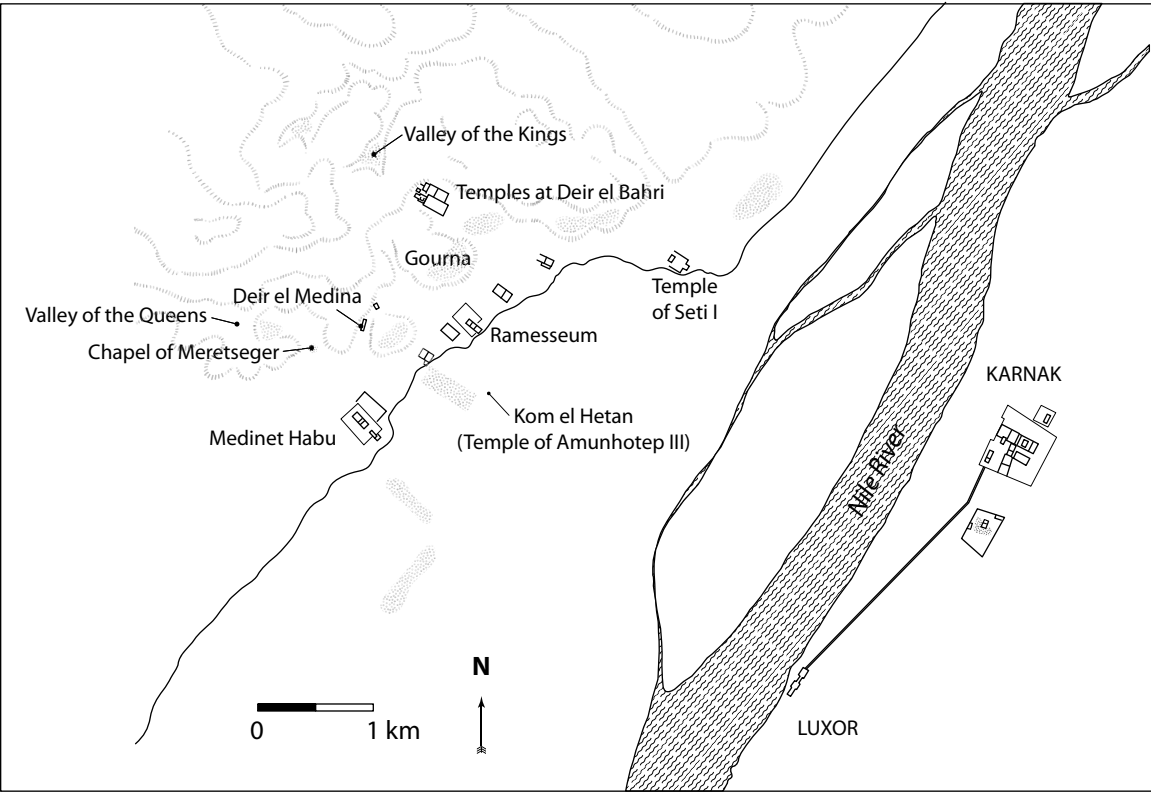 Valley of the Kings
Temples at Deir el Bahri
Gourna
Deir el Medina
Temple
of Seti I
Valley of the Queens
Ramesseum
Chapel of Meretseger
KARNAK
Kom el Hetan
(Temple of Amunhotep III)
Medinet Habu
Nile River
N
0 1 km
LUXOR